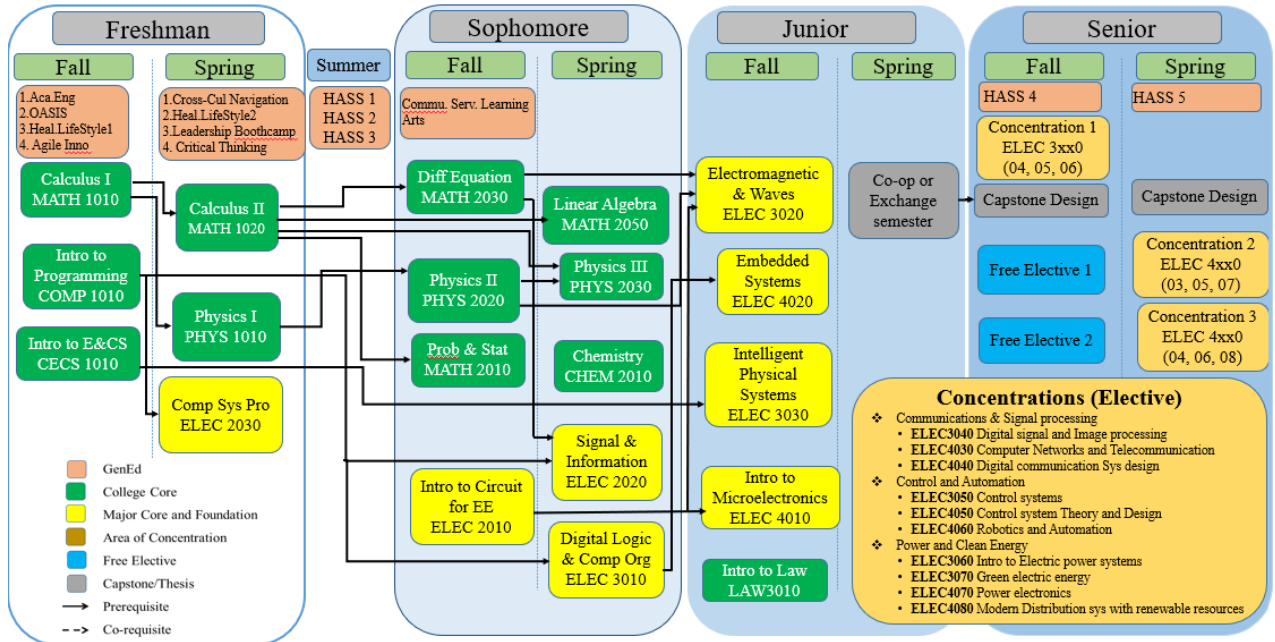 Freshman
Sophomore
Junior
Senior
Fall
Spring
Summer
Fall
Spring
Fall
Spring
Fall
Spring
1.Aca.Eng
2.OASIS
3.Heal.LifeStyle1
4. Agile Inno
1.Cross-Cul Navigation
2.Heal.LifeStyle2
3.Leadership Boothcamp
4. Critical Thinking
HASS 1
HASS 2
HASS 3
Commu. Serv. Learning
Arts
HASS 4
HASS 5
Calculus I
MATH 1010
Calculus II
MATH 1020
Intro to
Programming
COMP 1010
Physics I
PHYS 1010
Intro to E&CS
CECS 1010
Comp Sys Pro
ELEC 2030
Diff Equation
MATH 2030
Linear Algebra
MATH 2050
Physics II
PHYS 2020
Physics III
PHYS 2030
Prob & Stat
MATH 2010
Chemistry
CHEM 2010
Signal &
Information
ELEC 2020
Intro to Circuit
for EE
ELEC 2010
Digital Logic
& Comp Org
ELEC 3010
Electromagnetic
& Waves
ELEC 3020
Embedded
Systems
ELEC 4020
Intelligent
Physical
Systems
ELEC 3030
Intro to
Microelectronics
ELEC 4010
Intro to Law
LAW3010
Co-op or
Exchange
semester
Concentration 1
ELEC 3xx0
(04, 05, 06)
Capstone Design
Capstone Design
Free Elective 1
Concentration 2
ELEC 4xx0
(03, 05, 07)
Free Elective 2
Concentration 3
ELEC 4xx0
(04, 06, 08)
GenEd
College Core
Major Core and Foundation
Area of Concentration
Free Elective
Capstone/Thesis
Prerequisite
Co-requisite
Concentrations (Elective)
❖ Communications & Signal processing
• ELEC3040 Digital signal and Image processing
• ELEC4030 Computer Networks and Telecommunication
• ELEC4040 Digital communication Sys design
❖ Control and Automation
• ELEC3050 Control systems
• ELEC4050 Control system Theory and Design
• ELEC4060 Robotics and Automation
❖ Power and Clean Energy
• ELEC3060 Intro to Electric power systems
• ELEC3070 Green electric energy
• ELEC4070 Power electronics
• ELEC4080 Modern Distribution sys with renewable resources